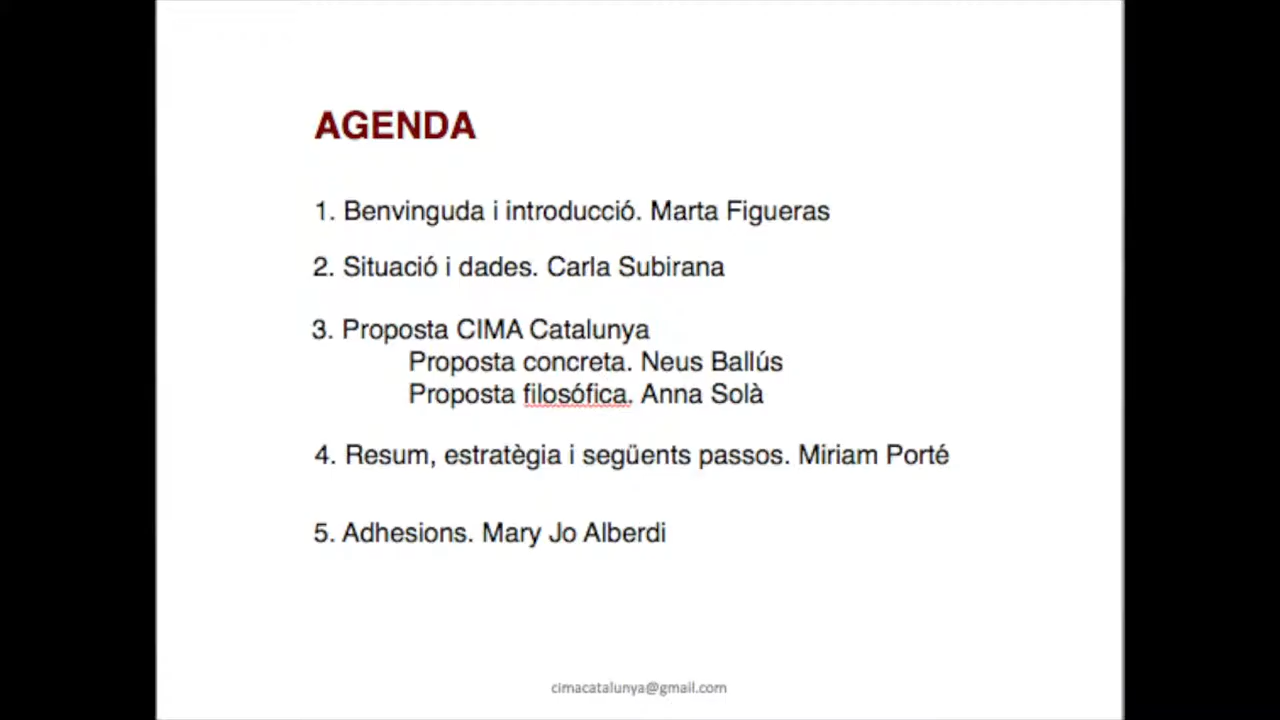 AGENDA
1. Benvinguda i introducció. Marta Figueras
2. Situació i dades. Carla Subirana
3. Proposta CIMA Catalunya
Proposta concreta. Neus Ballús
Proposta filosófica. Anna Solà
4. Resum, estratègia i següents passos. Miriam Porté
5. Adhesions. Mary Jo Alberdi
cimacatalunya@gmail.com